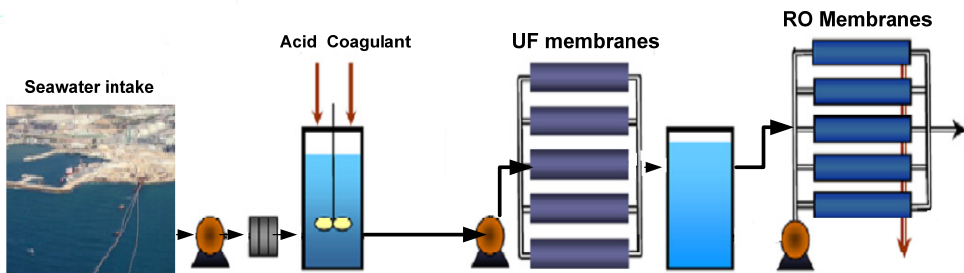 Seawater intake
Acid Coagulant
UF membranes
RO Membranes